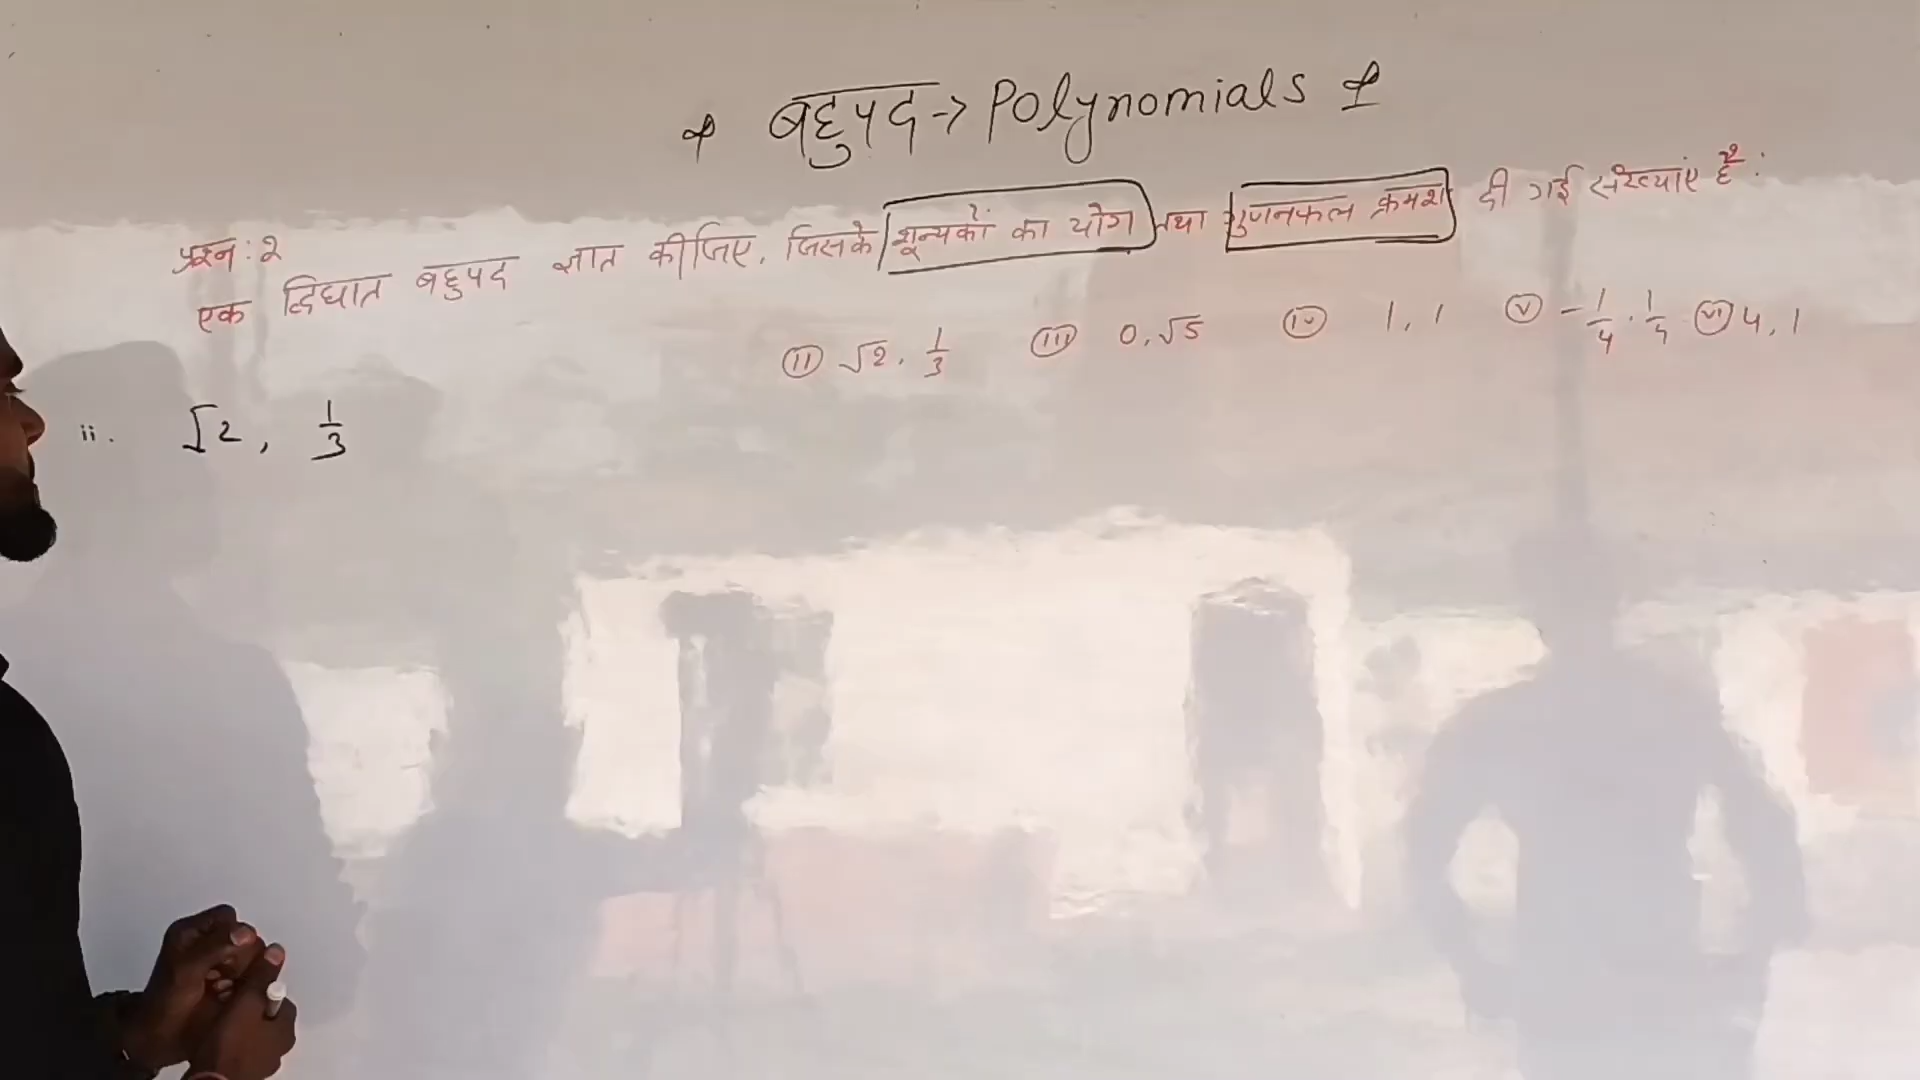 * बहुपद -> Polynomials *
प्रश्न : 2
एक द्विघात बहुपद ज्ञात कीजिए, जिसके शून्यकों का योग तथा गुणनफल क्रमश दी गई संख्याएं है :
(ii) √2, 1/3 (iii) 0, √5 (iv) 1, 1 (v) -1/4, 1/4 (vi) 4, 1
ii. √2, 1/3